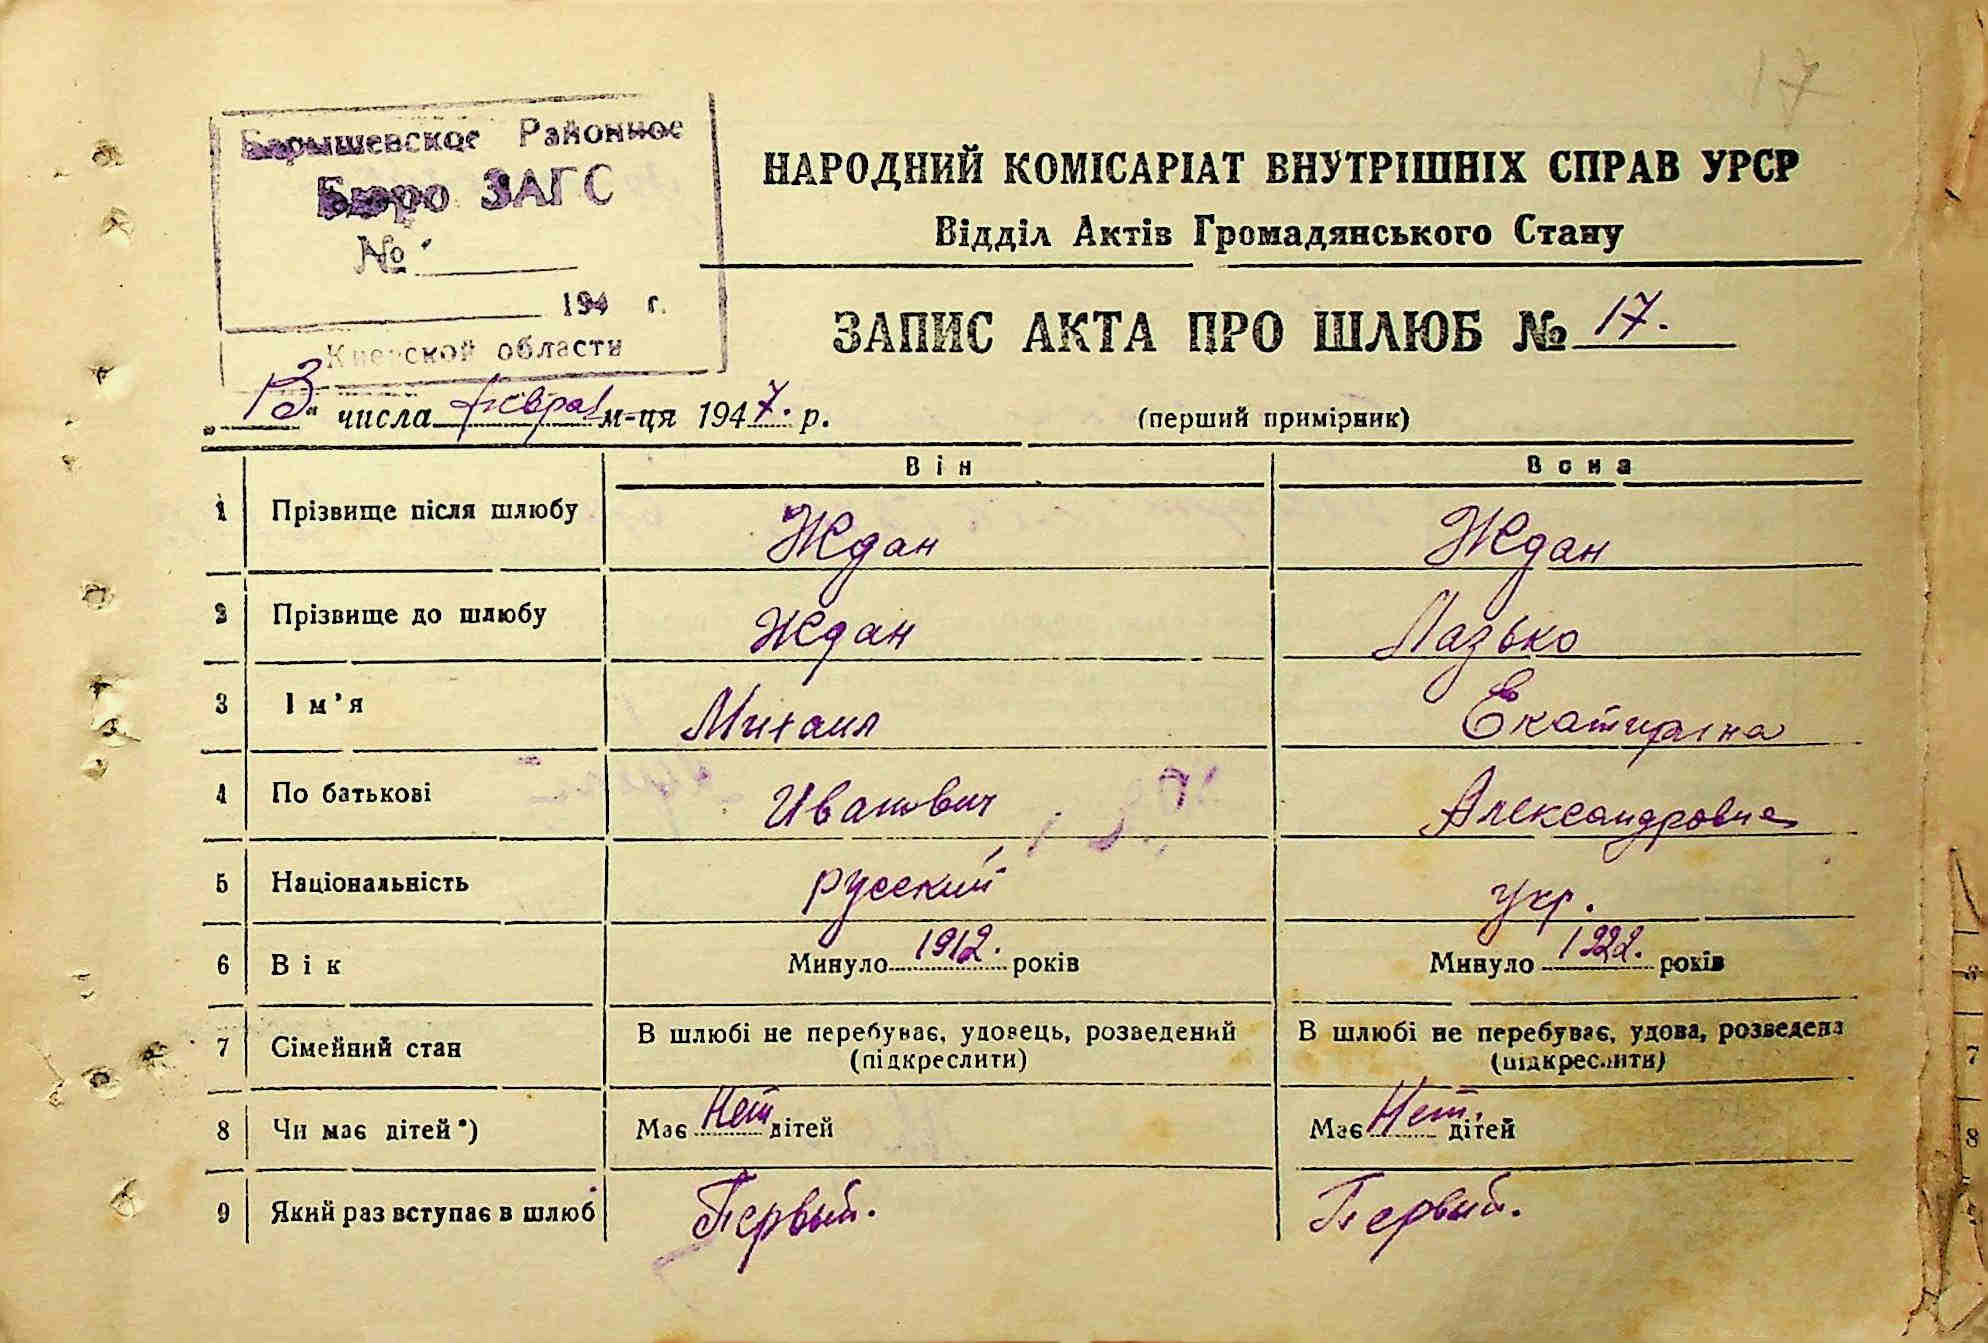 17
Барышевское Районное
Бюро ЗАГС
№
194 г.
Киевской области
НАРОДНИЙ КОМІСАРІАТ ВНУТРІШНІХ СПРАВ УРСР
Відділ Актів Громадянського Стану
ЗАПИС АКТА ПРО ШЛЮБ № 17.
„13" числа феврал м-ця 1947. р. (перший примірник)
Він Вона
1 Прізвище після шлюбу Ждан Ждан
2 Прізвище до шлюбу Ждан Лазько
3 Ім'я Михаил Екатирина
4 По батькові Иванович Александровна
5 Національність русский укр.
6 Вік Минуло 1912. років Минуло 1922. років
7 Сімейний стан В шлюбі не перебуває, удовець, розведений (підкреслити) В шлюбі не перебуває, удова, розведена (підкреслити)
8 Чи має дітей*) Має Нет дітей Має Нет. дітей
9 Який раз вступає в шлюб Первый. Первый.
7
8